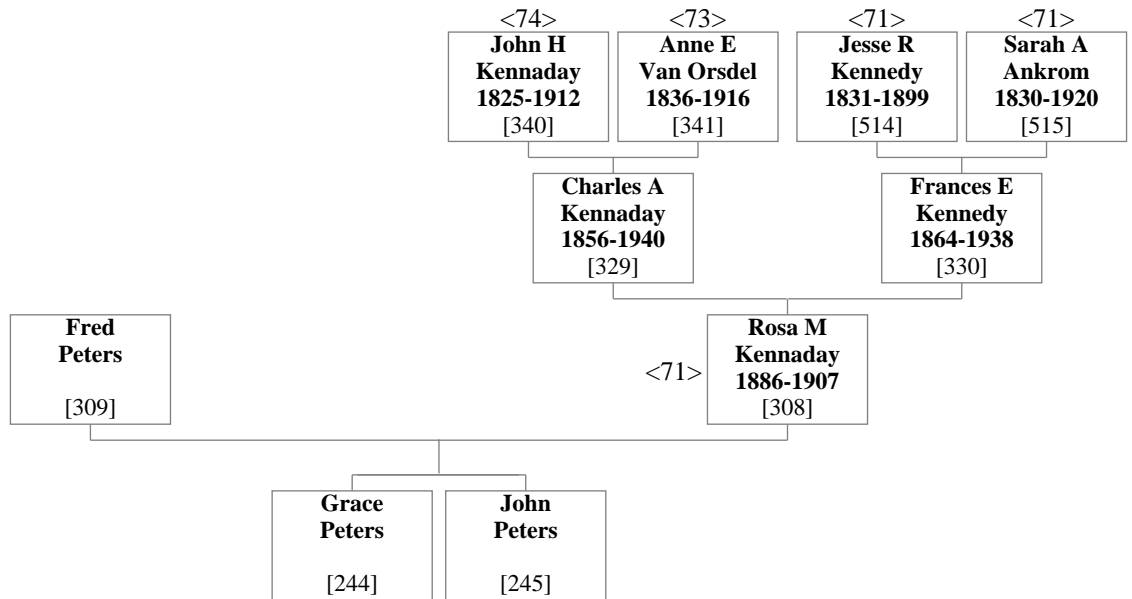 <74>
John H
Kennaday
1825-1912
[340]
<73>
Anne E
Van Orsdel
1836-1916
[341]
<71>
Jesse R
Kennedy
1831-1899
[514]
<71>
Sarah A
Ankrom
1830-1920
[515]
Charles A
Kennaday
1856-1940
[329]
Frances E
Kennedy
1864-1938
[330]
Fred
Peters
[309]
<71>
Rosa M
Kennaday
1886-1907
[308]
Grace
Peters
[244]
John
Peters
[245]